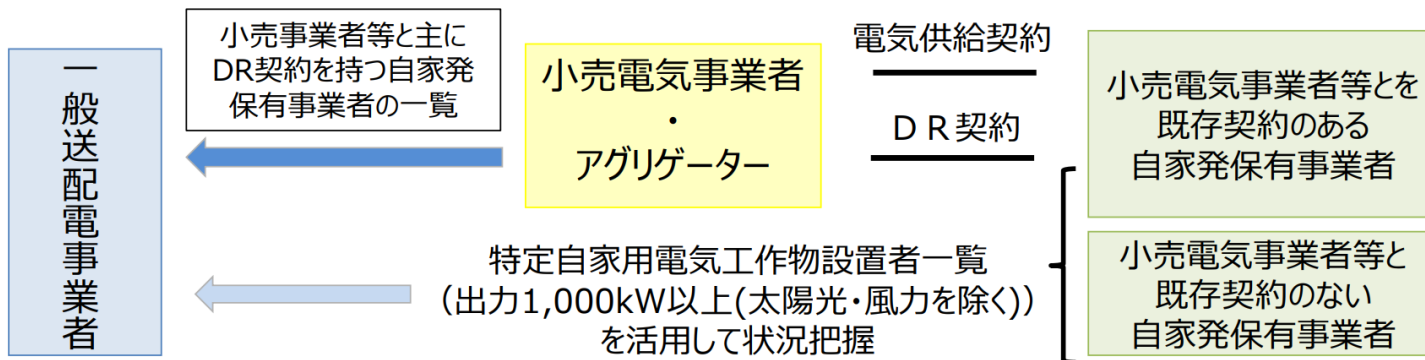 一般送配電事業者
小売事業者等と主に
DR契約を持つ自家発
保有事業者の一覧
小売電気事業者
・
アグリゲーター
電気供給契約
DR契約
小売電気事業者等とを
既存契約のある
自家発保有事業者
特定自家用電気工作物設置者一覧
（出力1,000kW以上(太陽光・風力を除く)）
を活用して状況把握
小売電気事業者等と
既存契約のない
自家発保有事業者